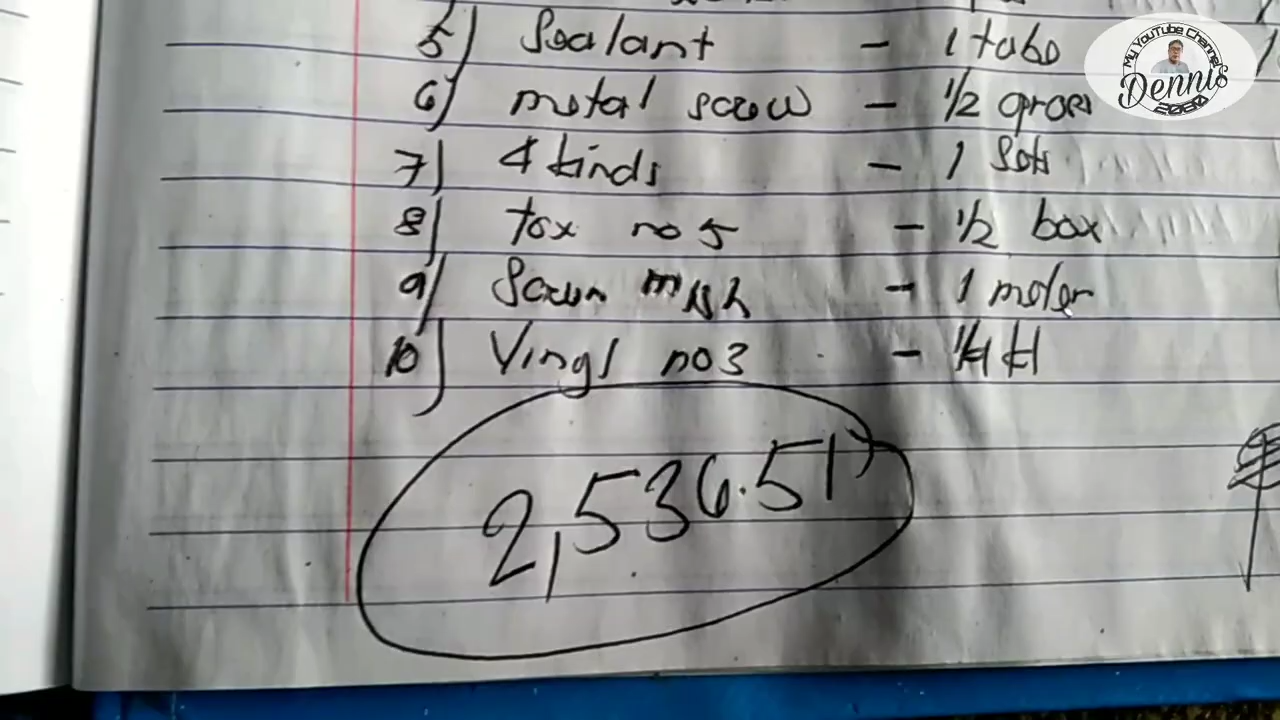 5) Sealant - 1 tube
6) metal screw - 1/2 gross
7) 4 kinds - 1 Sets
8) tox no 5 - 1/2 box
9) Screen mesh - 1 meter
10) Vinyl no3 - 1/4 kl
2,536.51
My YouTube Channel
Dennis
2080